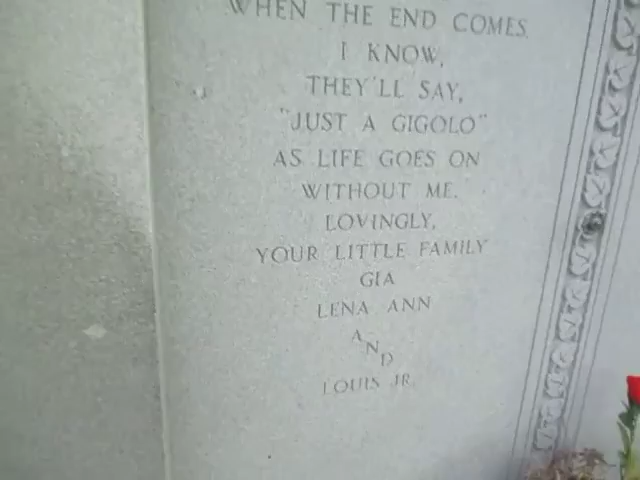 WHEN THE END COMES
I KNOW,
THEY'LL SAY,
"JUST A GIGOLO"
AS LIFE GOES ON
WITHOUT ME.
LOVINGLY,
YOUR LITTLE FAMILY
GIA
LENA ANN
AND
LOUIS JR.